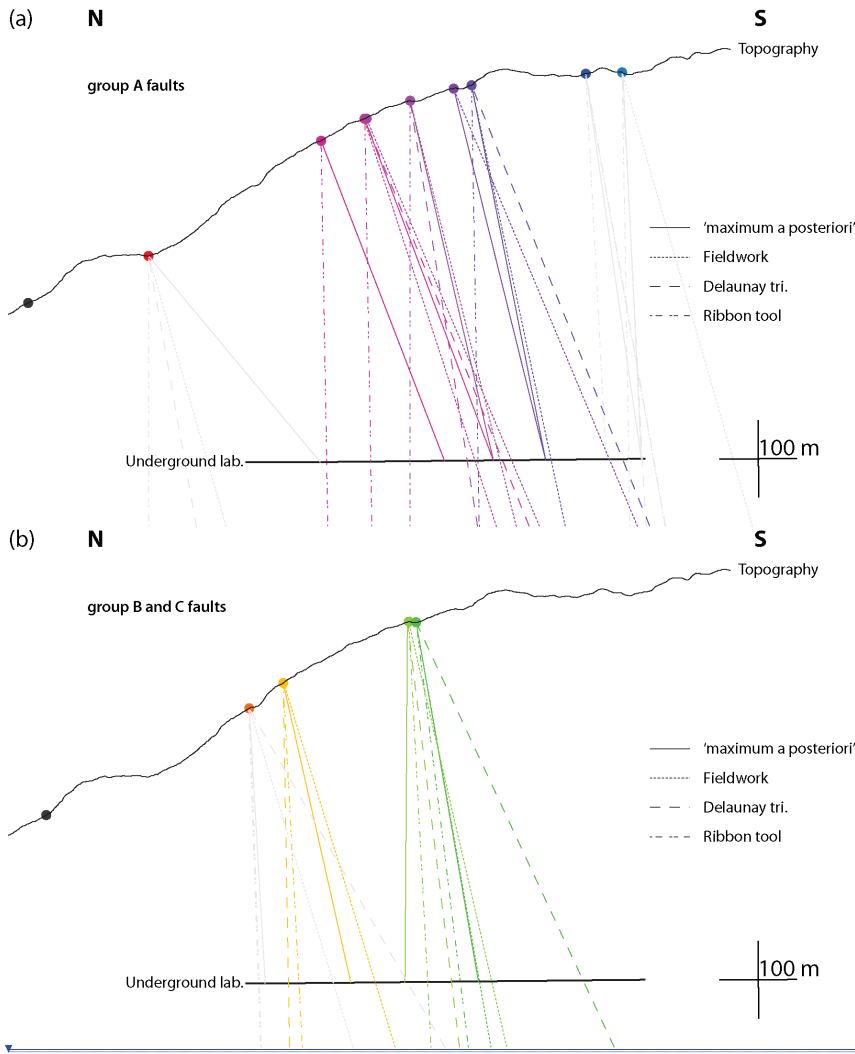 (a) N S
Topography
group A faults
'maximum a posteriori'
Fieldwork
Delaunay tri.
Ribbon tool
100 m
Underground lab.
(b) N S
Topography
group B and C faults
'maximum a posteriori'
Fieldwork
Delaunay tri.
Ribbon tool
100 m
Underground lab.